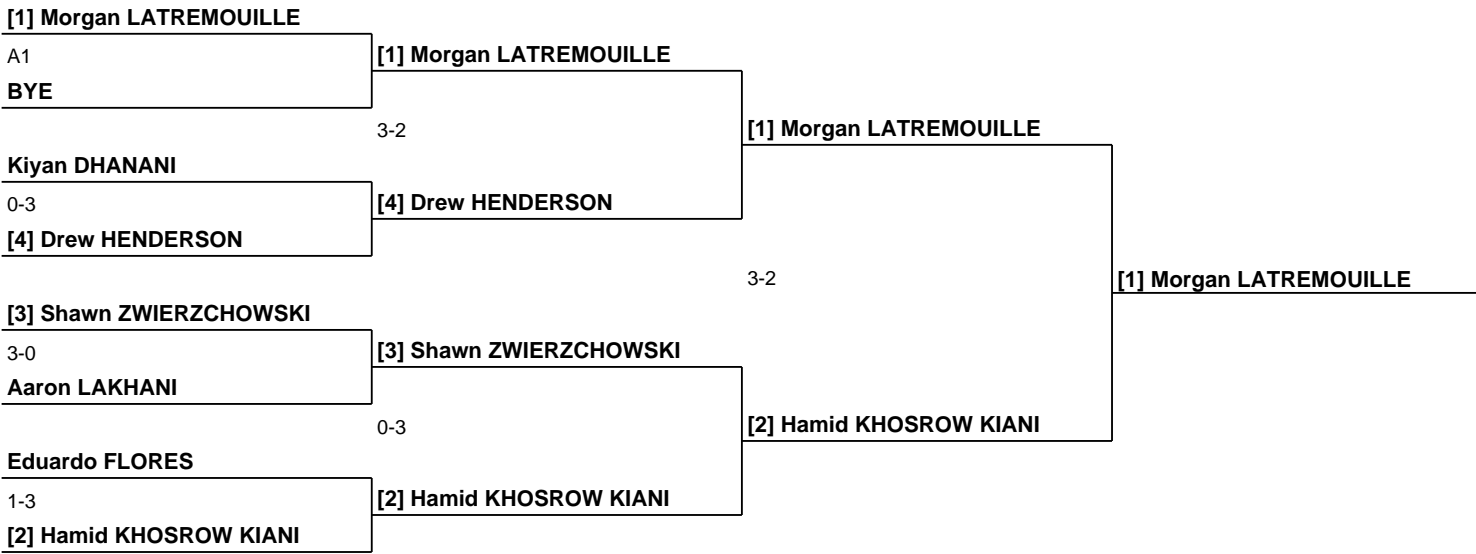 [1] Morgan LATREMOUILLE
A1
BYE
[1] Morgan LATREMOUILLE
3-2
Kiyan DHANANI
0-3
[4] Drew HENDERSON
[4] Drew HENDERSON
[1] Morgan LATREMOUILLE
3-2
[1] Morgan LATREMOUILLE
[3] Shawn ZWIERZCHOWSKI
3-0
Aaron LAKHANI
[3] Shawn ZWIERZCHOWSKI
0-3
[2] Hamid KHOSROW KIANI
Eduardo FLORES
1-3
[2] Hamid KHOSROW KIANI
[2] Hamid KHOSROW KIANI